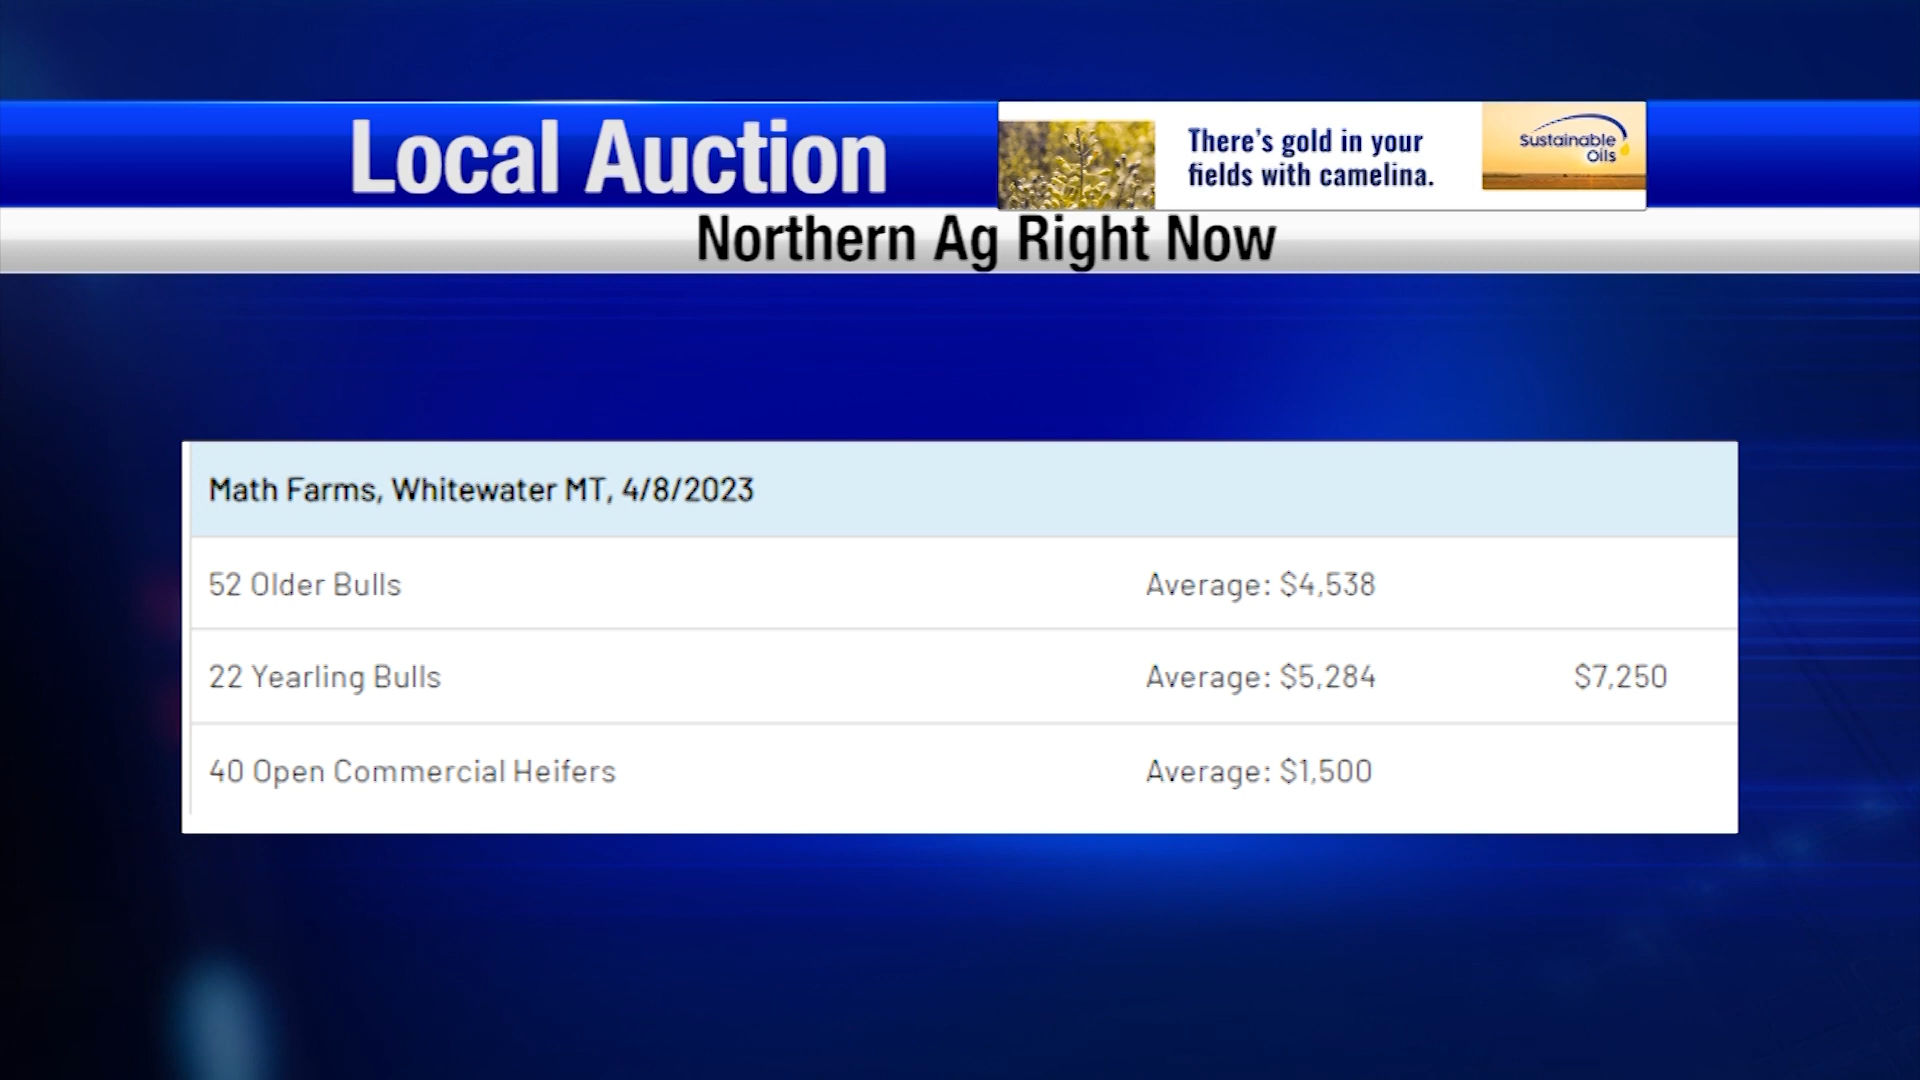 Local Auction
There's gold in your
fields with camelina.
Sustainable
Oils
Northern Ag Right Now
Math Farms, Whitewater MT, 4/8/2023
52 Older Bulls Average: $4,538
22 Yearling Bulls Average: $5,284 $7,250
40 Open Commercial Heifers Average: $1,500